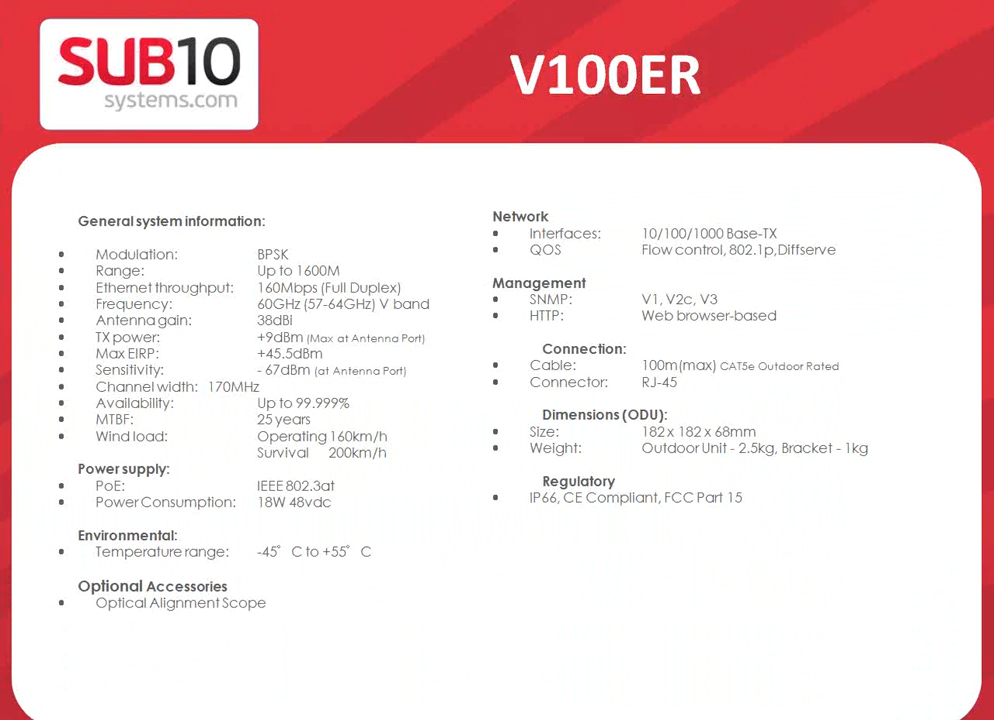 SUB10
systems.com
V100ER
General system information:
• Modulation: BPSK
• Range: Up to 1600M
• Ethernet throughput: 160Mbps (Full Duplex)
• Frequency: 60GHz (57-64GHz) V band
• Antenna gain: 38dBi
• TX power: +9dBm (Max at Antenna Port)
• Max EIRP: +45.5dBm
• Sensitivity: - 67dBm (at Antenna Port)
• Channel width: 170MHz
• Availability: Up to 99.999%
• MTBF: 25 years
• Wind load: Operating 160km/h
Survival 200km/h
Power supply:
• PoE: IEEE 802.3at
• Power Consumption: 18W 48vdc
Environmental:
• Temperature range: -45° C to +55° C
Optional Accessories
• Optical Alignment Scope
Network
• Interfaces: 10/100/1000 Base-TX
• QOS Flow control, 802.1p,Diffserve
Management
• SNMP: V1, V2c, V3
• HTTP: Web browser-based
Connection:
• Cable: 100m(max) CAT5e Outdoor Rated
• Connector: RJ-45
Dimensions (ODU):
• Size: 182 x 182 x 68mm
• Weight: Outdoor Unit - 2.5kg, Bracket - 1kg
Regulatory
• IP66, CE Compliant, FCC Part 15